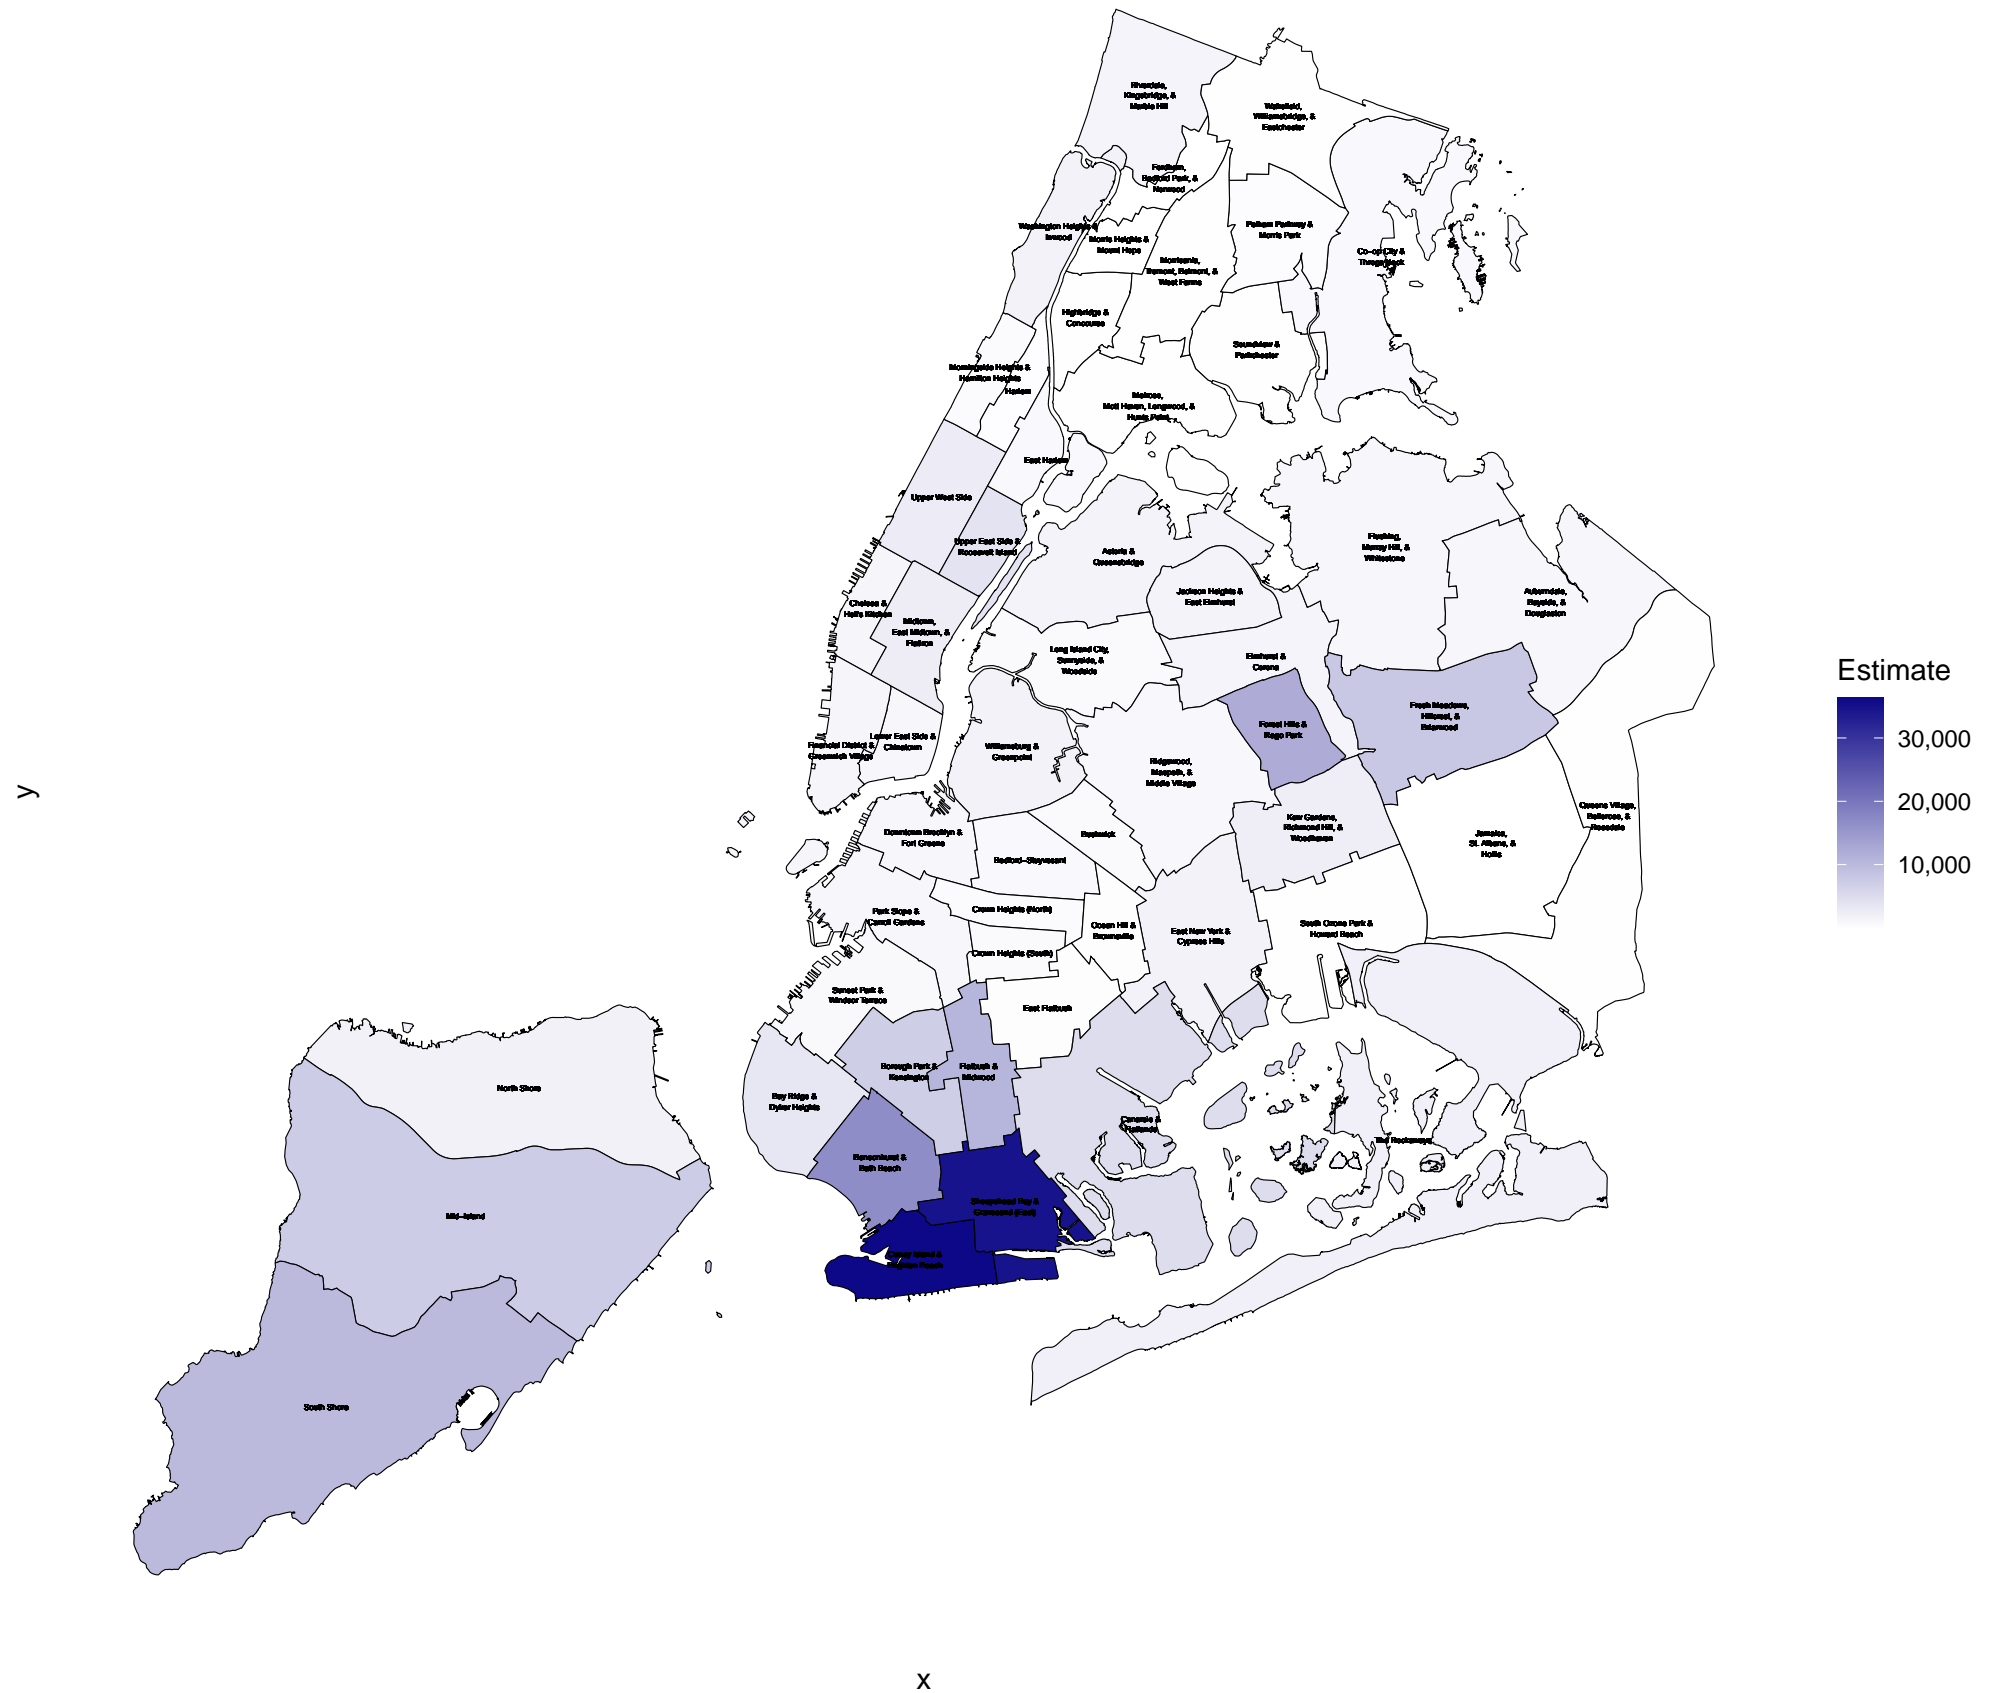 Riverdale,
Kingsbridge, &
Marble Hill
Wakefield,
Williamsbridge, &
Eastchester
Fordham,
Bedford Park, &
Norwood
Washington Heights &
Inwood
Morris Heights &
Mount Hope
Pelham Parkway &
Morris Park
Co−op City &
Throgs Neck
Morrisania,
Tremont, Belmont, &
West Farms
Highbridge &
Concourse
Soundview &
Parkchester
Morningside Heights &
Hamilton Heights
Harlem
Melrose,
Mott Haven, Longwood, &
Hunts Point
East Harlem
Upper West Side
Upper East Side &
Roosevelt Island
Astoria &
Queensbridge
Flushing,
Murray Hill, &
Whitestone
Jackson Heights &
East Elmhurst
Auburndale,
Bayside, &
Douglaston
Chelsea &
Hell's Kitchen
Midtown,
East Midtown, &
Flatiron
Long Island City,
Sunnyside, &
Woodside
Elmhurst &
Corona
Estimate
30,000
20,000
10,000
Forest Hills &
Rego Park
Fresh Meadows,
Hillcrest, &
Briarwood
Financial District &
Greenwich Village
Lower East Side &
Chinatown
Williamsburg &
Greenpoint
Ridgewood,
Maspeth, &
Middle Village
y
Queens Village,
Bellerose, &
Rosedale
Downtown Brooklyn &
Fort Greene
Bedford−Stuyvesant
Bushwick
Kew Gardens,
Richmond Hill, &
Woodhaven
Jamaica,
St. Albans, &
Hollis
Park Slope &
Carroll Gardens
Crown Heights (North)
Crown Heights (South)
Ocean Hill &
Brownsville
East New York &
Cypress Hills
South Ozone Park &
Howard Beach
Sunset Park &
Windsor Terrace
East Flatbush
Borough Park &
Kensington
Flatbush &
Midwood
North Shore
Bay Ridge &
Dyker Heights
Canarsie &
Flatlands
The Rockaways
Bensonhurst &
Bath Beach
Sheepshead Bay &
Gravesend (East)
Mid−Island
Coney Island &
Brighton Beach
South Shore
x